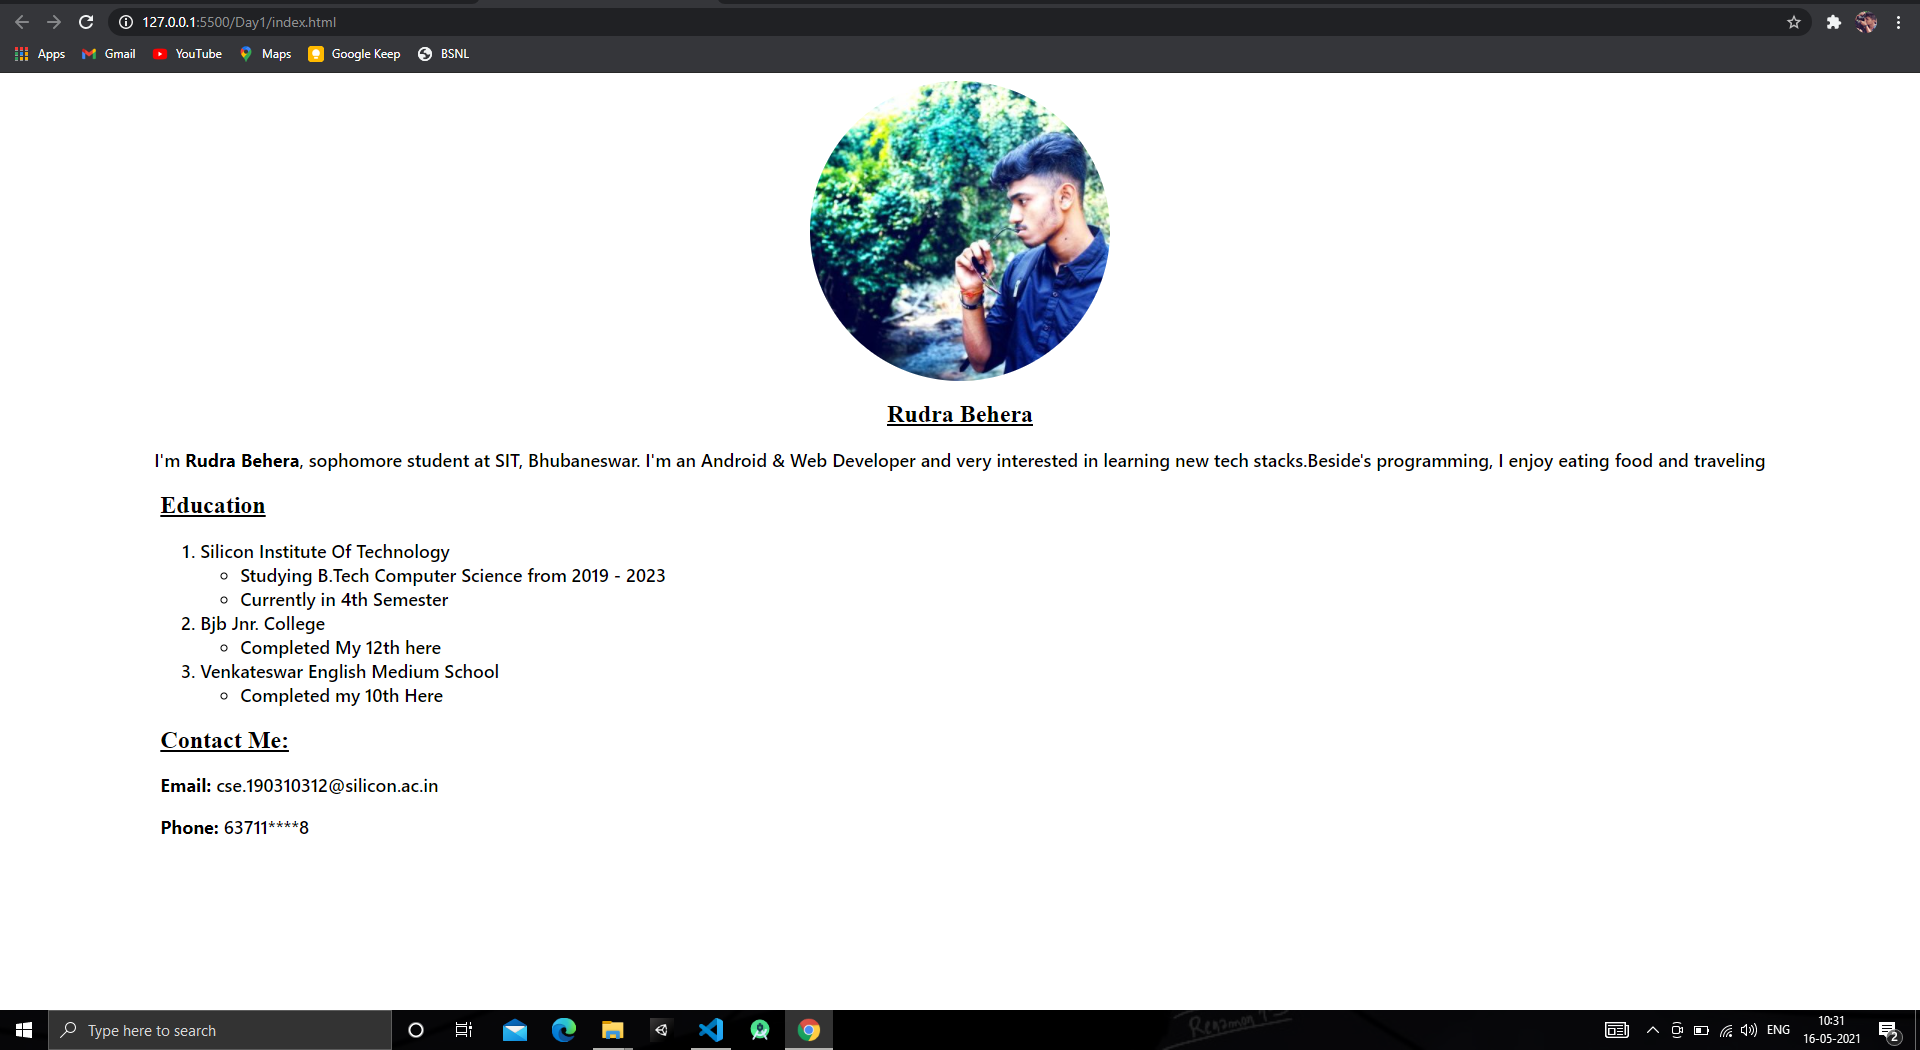 127.0.0.1:5500/Day1/index.html
Apps Gmail YouTube Maps Google Keep BSNL
Rudra Behera
I'm Rudra Behera, sophomore student at SIT, Bhubaneswar. I'm an Android & Web Developer and very interested in learning new tech stacks.Beside's programming, I enjoy eating food and traveling
Education
1. Silicon Institute Of Technology
Studying B.Tech Computer Science from 2019 - 2023
Currently in 4th Semester
2. Bjb Jnr. College
Completed My 12th here
3. Venkateswar English Medium School
Completed my 10th Here
Contact Me:
Email: cse.190310312@silicon.ac.in
Phone: 63711****8
Type here to search
ENG
10:31
16-05-2021
2